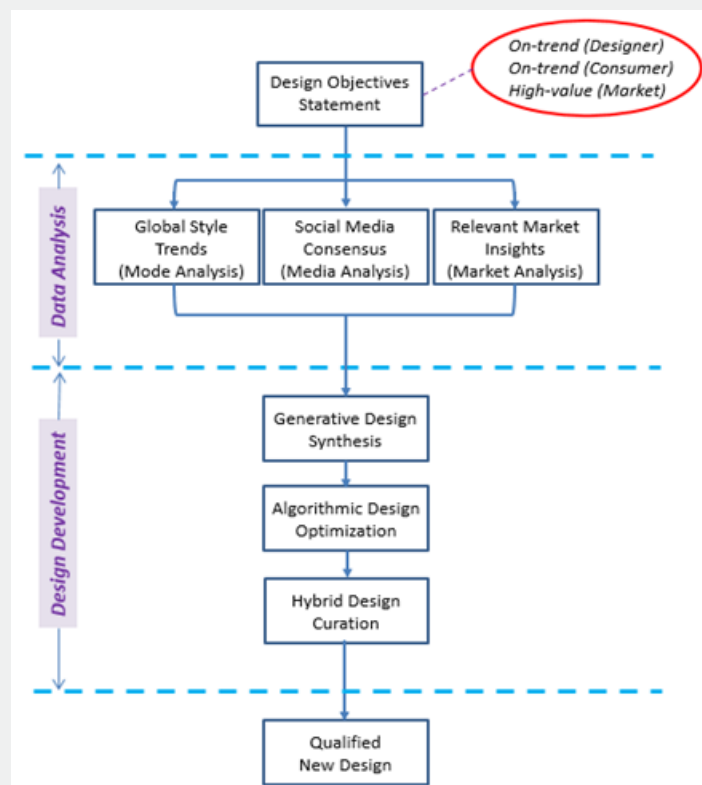 On-trend (Designer)
On-trend (Consumer)
High-value (Market)
Design Objectives
Statement
Data Analysis
Global Style
Trends
(Mode Analysis)
Social Media
Consensus
(Media Analysis)
Relevant Market
Insights
(Market Analysis)
Design Development
Generative Design
Synthesis
Algorithmic Design
Optimization
Hybrid Design
Curation
Qualified
New Design